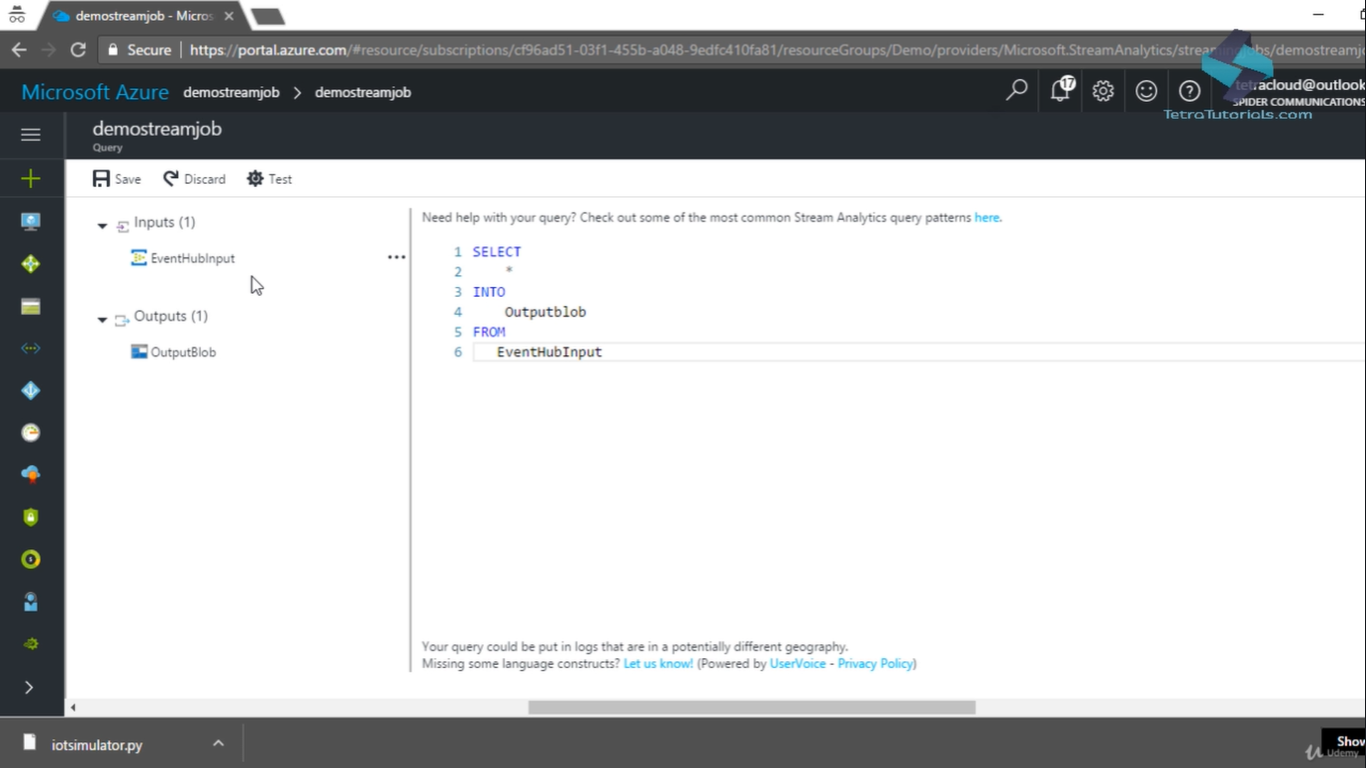 demostreamjob - Micros
Secure https://portal.azure.com/#resource/subscriptions/cf96ad51-03f1-455b-a048-9edfc410fa81/resourceGroups/Demo/providers/Microsoft.StreamAnalytics/streamingjobs/demostreamjo
Microsoft Azure demostreamjob > demostreamjob
17
tetracloud@outlook
SPIDER COMMUNICATIONS
TetraTutorials.com
demostreamjob
Query
Save Discard Test
Inputs (1)
EventHubInput ...
Outputs (1)
OutputBlob
Need help with your query? Check out some of the most common Stream Analytics query patterns here.
1 SELECT
2 *
3 INTO
4 Outputblob
5 FROM
6 EventHubInput
Your query could be put in logs that are in a potentially different geography.
Missing some language constructs? Let us know! (Powered by UserVoice - Privacy Policy)
iotsimulator.py
Show
Udemy